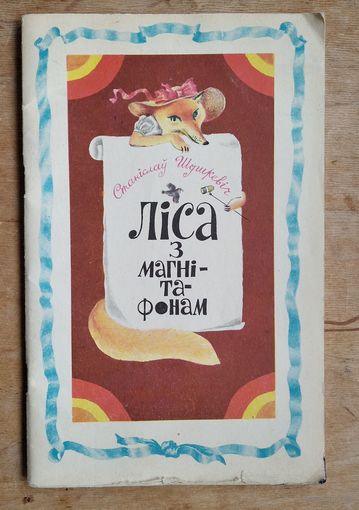 Станіслаў Шушкевіч
Ліса
з
магні-
та-
фонам